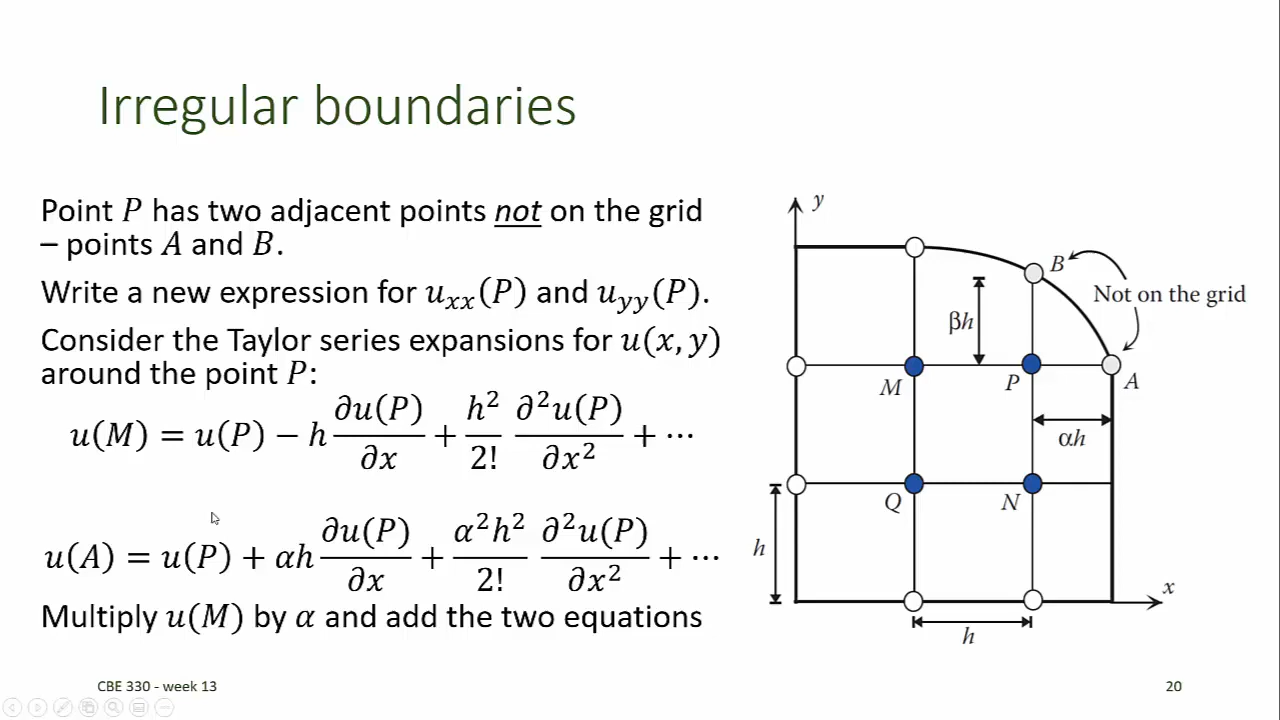 Irregular boundaries
Point P has two adjacent points not on the grid
– points A and B.
Write a new expression for u_xx(P) and u_yy(P).
Consider the Taylor series expansions for u(x, y)
around the point P:
u(M) = u(P) − h ∂u(P)/∂x + h²/2! ∂²u(P)/∂x² + ⋯
u(A) = u(P) + αh ∂u(P)/∂x + α²h²/2! ∂²u(P)/∂x² + ⋯
Multiply u(M) by α and add the two equations
y
B
Not on the grid
βh
M
P
A
αh
Q
N
h
x
h
CBE 330 - week 13
20